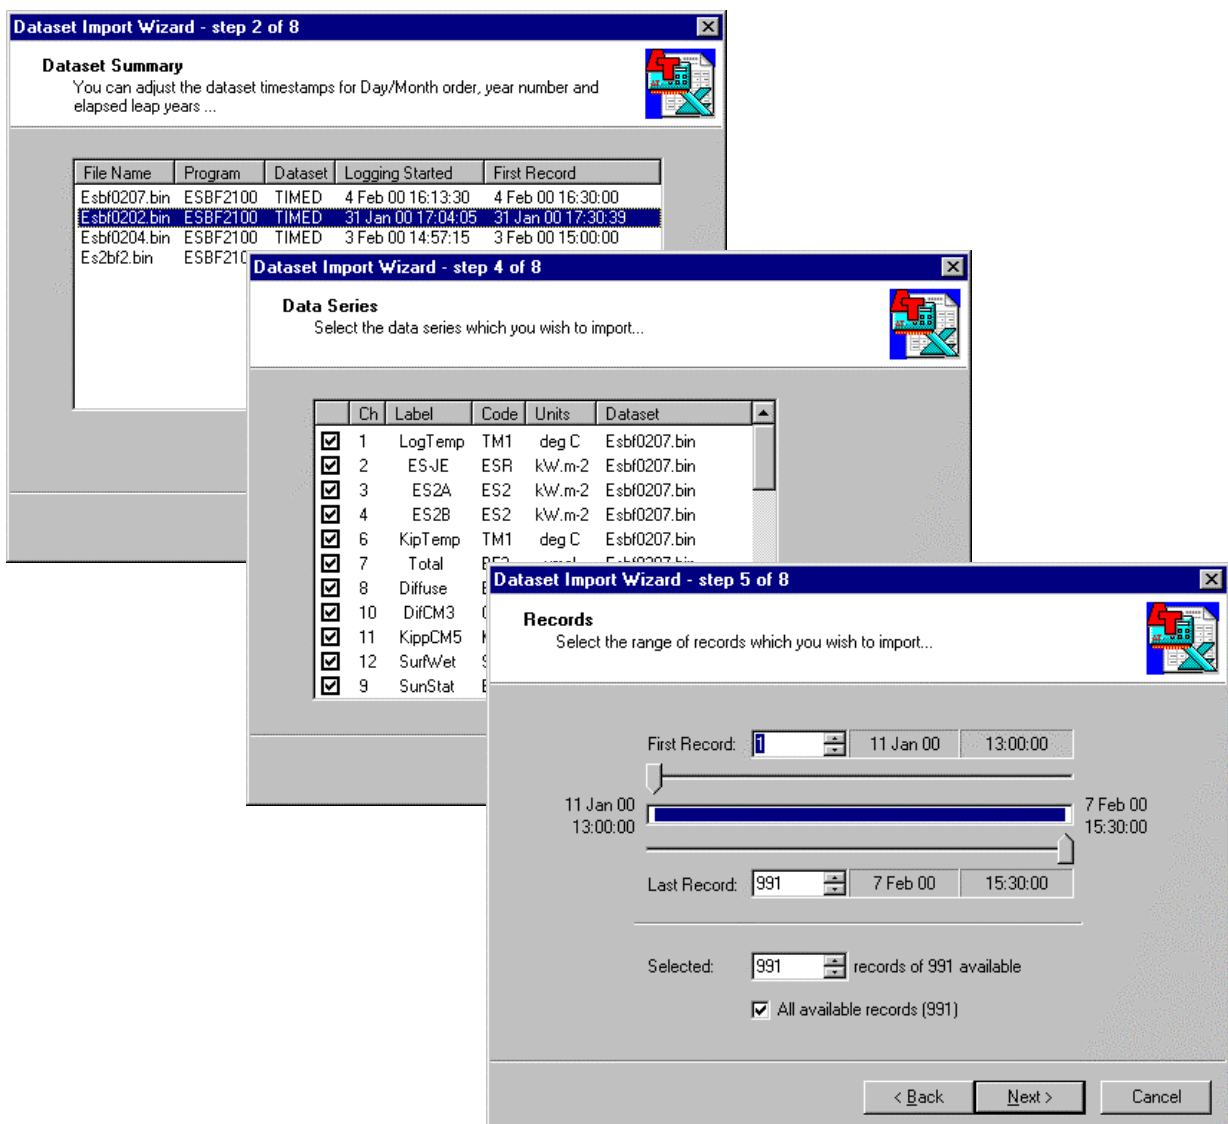 Dataset Import Wizard - step 2 of 8
Dataset Summary
You can adjust the dataset timestamps for Day/Month order, year number and
elapsed leap years ...
File Name Program Dataset Logging Started First Record
Esbf0207.bin ESBF2100 TIMED 4 Feb 00 16:13:30 4 Feb 00 16:30:00
Esbf0202.bin ESBF2100 TIMED 31 Jan 00 17:04:05 31 Jan 00 17:30:39
Esbf0204.bin ESBF2100 TIMED 3 Feb 00 14:57:15 3 Feb 00 15:00:00
Es2bf2.bin ESBF210
Dataset Import Wizard - step 4 of 8
Data Series
Select the data series which you wish to import...
Ch Label Code Units Dataset
1 LogTemp TM1 deg C Esbf0207.bin
2 ES-JE ESR kW.m-2 Esbf0207.bin
3 ES2A ES2 kW.m-2 Esbf0207.bin
4 ES2B ES2 kW.m-2 Esbf0207.bin
6 KipTemp TM1 deg C Esbf0207.bin
7 Total
8 Diffuse
10 DifCM3
11 KippCM5
12 SurfWet
9 SunStat
Dataset Import Wizard - step 5 of 8
Records
Select the range of records which you wish to import...
First Record: 1 11 Jan 00 13:00:00
11 Jan 00 7 Feb 00
13:00:00 15:30:00
Last Record: 991 7 Feb 00 15:30:00
Selected: 991 records of 991 available
All available records (991)
< Back Next > Cancel